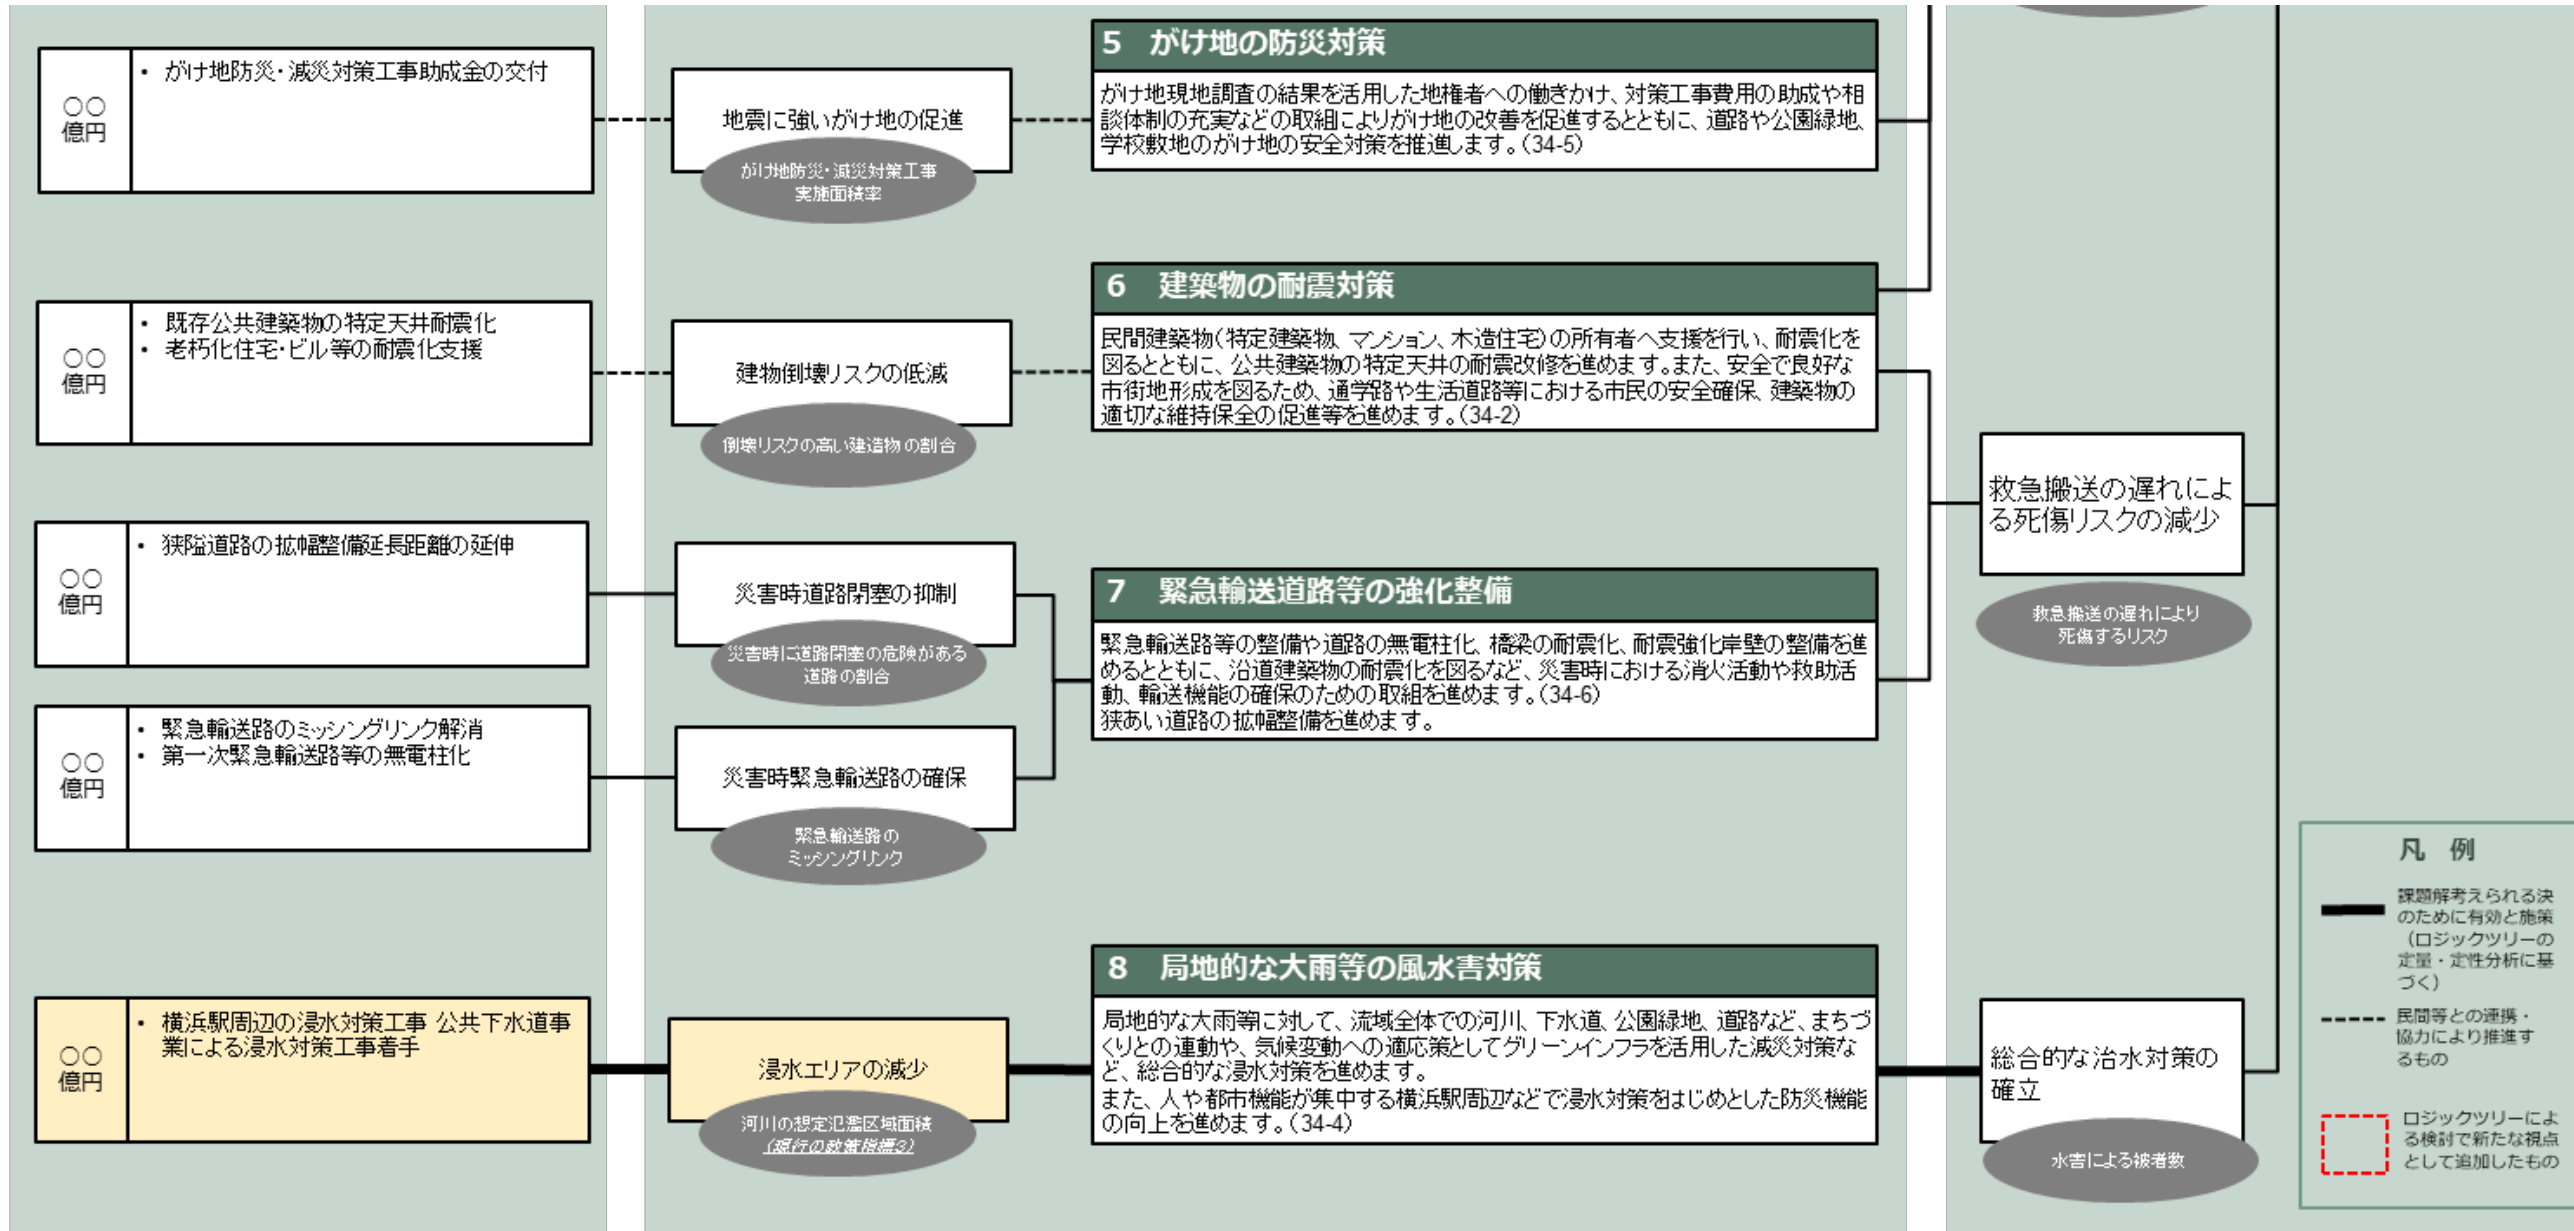 ○○
億円
• がけ地防災・減災対策工事助成金の交付
地震に強いがけ地の促進
がけ地防災・減災対策工事
実施面積率
5 がけ地の防災対策
がけ地現地調査の結果を活用した地権者への働きかけ、対策工事費用の助成や相
談体制の充実などの取組によりがけ地の改善を促進するとともに、道路や公園緑地、
学校敷地のがけ地の安全対策を推進します。（34-5）
○○
億円
• 既存公共建築物の特定天井耐震化
• 老朽化住宅・ビル等の耐震化支援
建物倒壊リスクの低減
倒壊リスクの高い建造物の割合
6 建築物の耐震対策
民間建築物（特定建築物、マンション、木造住宅）の所有者へ支援を行い、耐震化を
図るとともに、公共建築物の特定天井の耐震改修を進めます。また、安全で良好な
市街地形成を図るため、通学路や生活道路等における市民の安全確保、建築物の
適切な維持保全の促進等を進めます。（34-2）
○○
億円
• 狭隘道路の拡幅整備延長距離の延伸
災害時道路閉塞の抑制
災害時に道路閉塞の危険がある
道路の割合
○○
億円
• 緊急輸送路のミッシングリンク解消
• 第一次緊急輸送路等の無電柱化
災害時緊急輸送路の確保
緊急輸送路の
ミッシングリンク
7 緊急輸送道路等の強化整備
緊急輸送路等の整備や道路の無電柱化、橋梁の耐震化、耐震強化岸壁の整備を進
めるとともに、沿道建築物の耐震化を図るなど、災害時における消火活動や救助活
動、輸送機能の確保のための取組を進めます。（34-6）
狭あい道路の拡幅整備を進めます。
救急搬送の遅れによ
る死傷リスクの減少
救急搬送の遅れにより
死傷するリスク
○○
億円
• 横浜駅周辺の浸水対策工事 公共下水道事
業による浸水対策工事着手
浸水エリアの減少
河川の想定氾濫区域面積
（現行の政策指標3）
8 局地的な大雨等の風水害対策
局地的な大雨等に対して、流域全体での河川、下水道、公園緑地、道路など、まちづ
くりとの連動や、気候変動への適応策としてグリーンインフラを活用した減災対策な
ど、総合的な浸水対策を進めます。
また、人や都市機能が集中する横浜駅周辺などで浸水対策をはじめとした防災機能
の向上を進めます。（34-4）
総合的な治水対策の
確立
水害による被者数
凡 例
課題解考えられる決
のために有効と施策
（ロジックツリーの
定量・定性分析に基
づく）
民間等との連携・
協力により推進す
るもの
ロジックツリーによ
る検討で新たな視点
として追加したもの